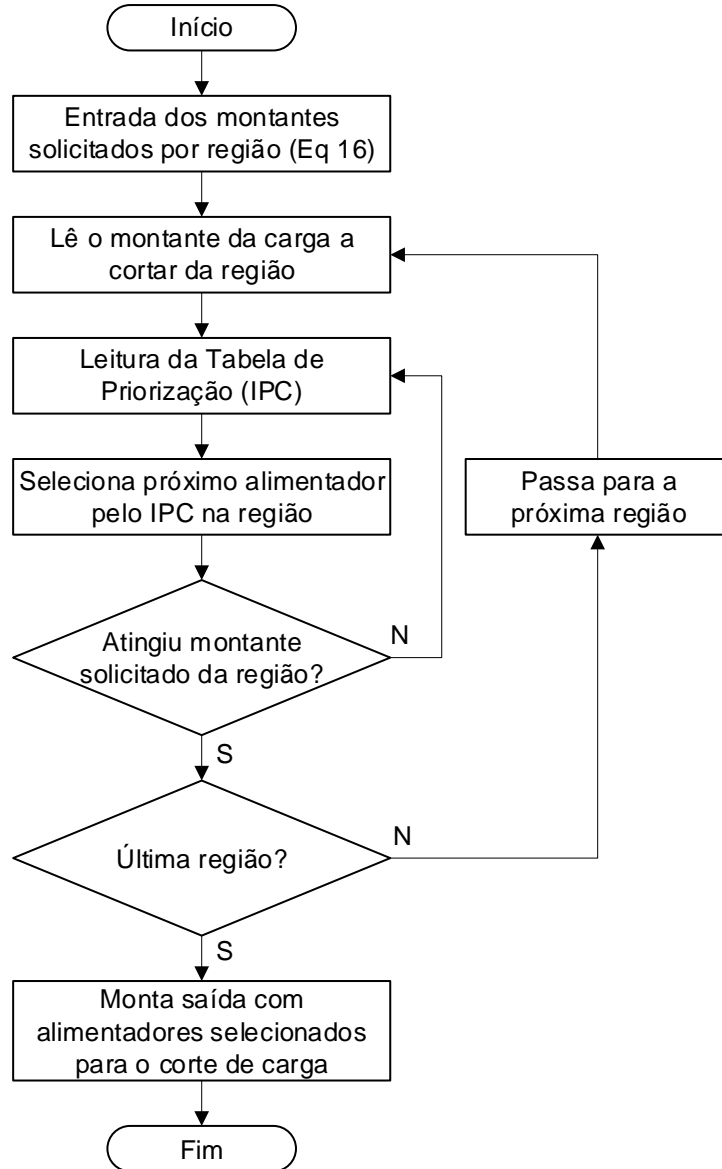 Início
Entrada dos montantes
solicitados por região (Eq 16)
Lê o montante da carga a
cortar da região
Leitura da Tabela de
Priorização (IPC)
Seleciona próximo alimentador
pelo IPC na região
Passa para a
próxima região
Atingiu montante
solicitado da região?
N
S
Última região?
N
S
Monta saída com
alimentadores selecionados
para o corte de carga
Fim